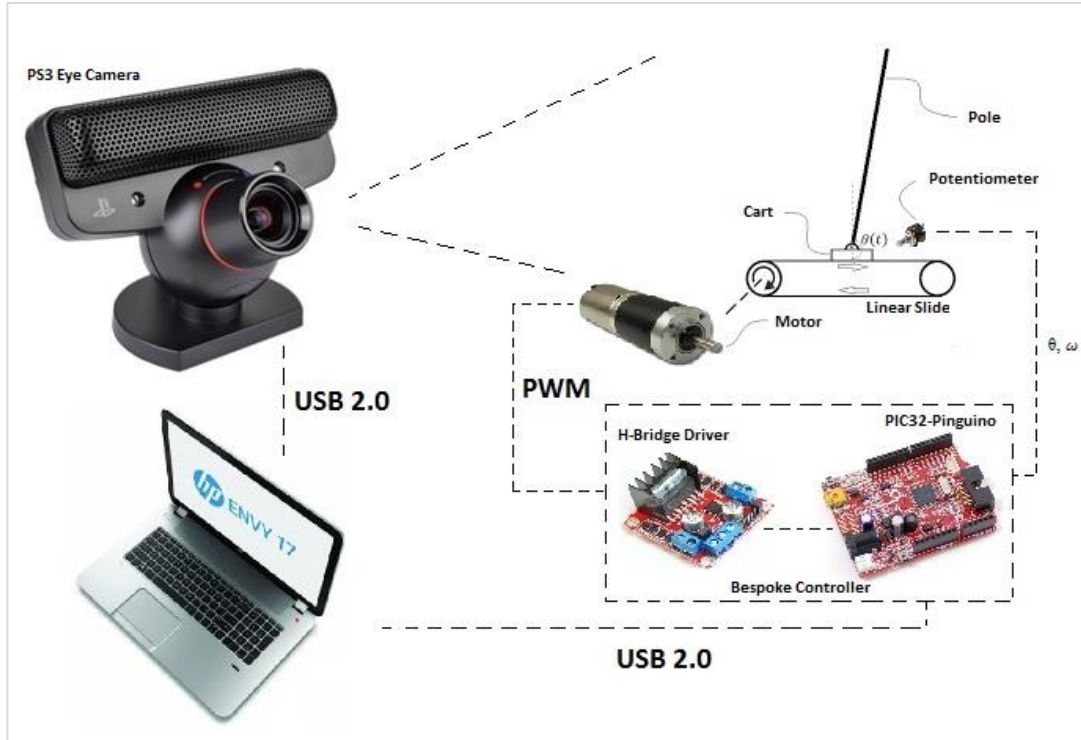 PS3 Eye Camera
Pole
Potentiometer
Cart
θ(t)
Linear Slide
Motor
θ, ω
USB 2.0
PWM
H-Bridge Driver
PIC32-Pinguino
hp
ENVY 17
Bespoke Controller
USB 2.0